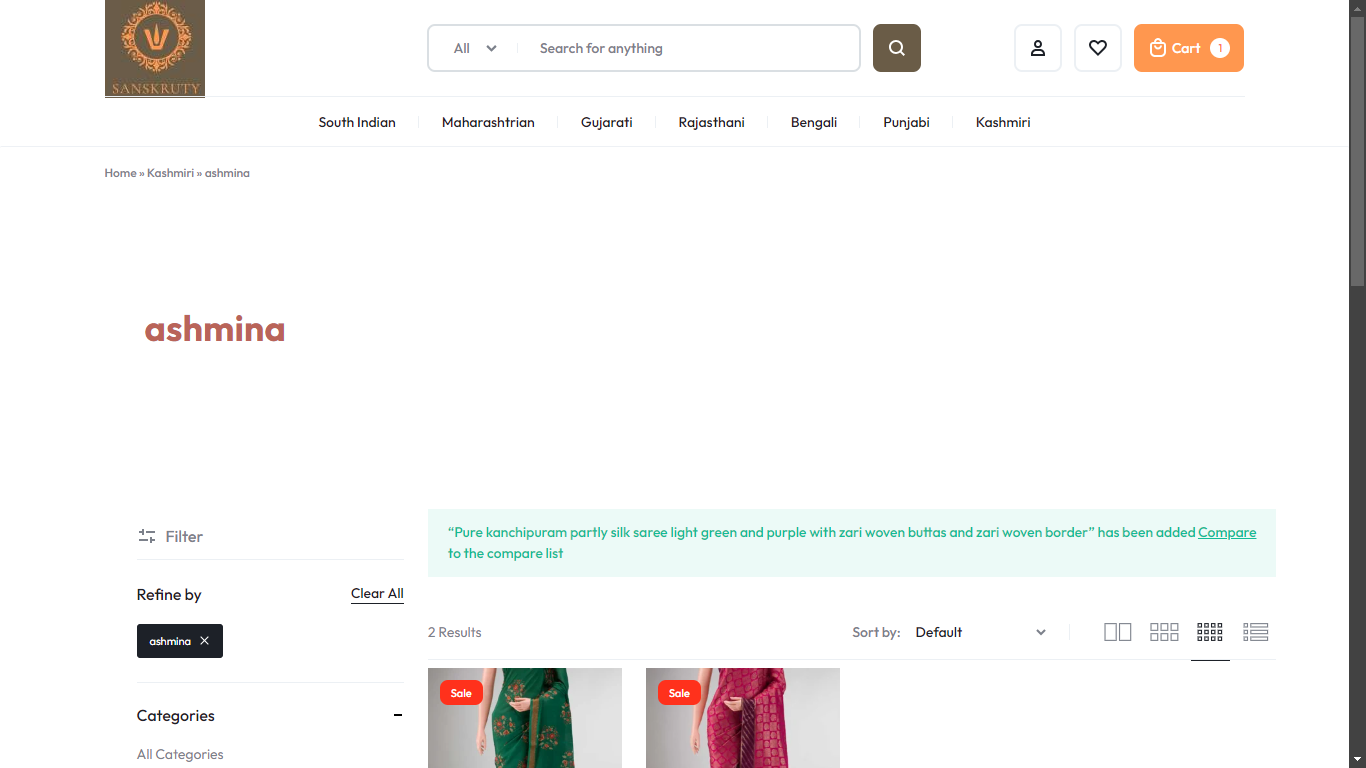 SANSKRUTY
All
Search for anything
Cart 1
South Indian
Maharashtrian
Gujarati
Rajasthani
Bengali
Punjabi
Kashmiri
Home » Kashmiri » ashmina
ashmina
Filter
“Pure kanchipuram partly silk saree light green and purple with zari woven buttas and zari woven border” has been added Compare
to the compare list
Refine by
Clear All
ashmina
2 Results
Sort by: Default
Categories
All Categories
Sale
Sale